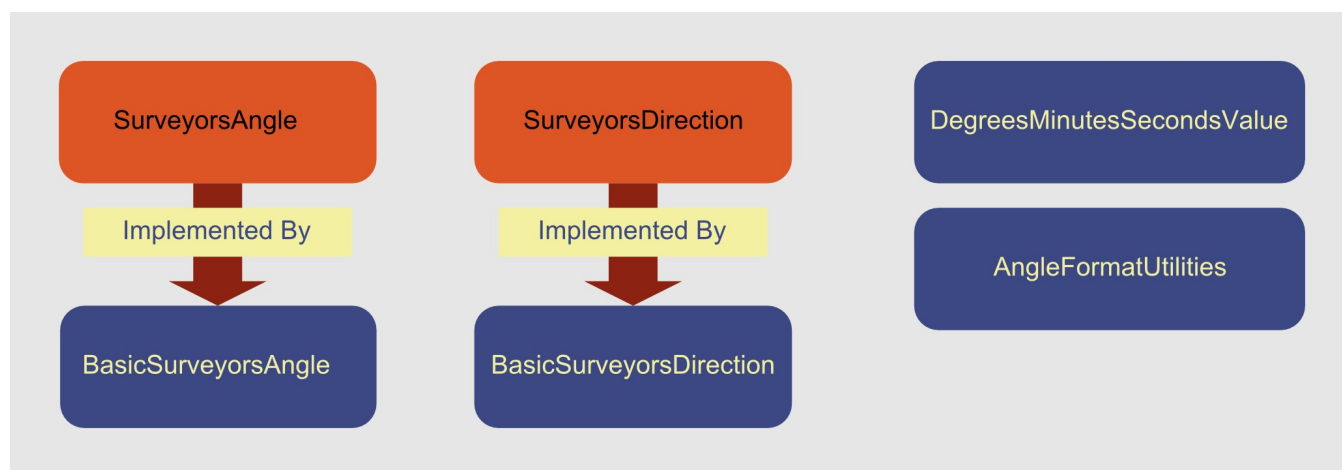 SurveyorsAngle
SurveyorsDirection
DegreesMinutesSecondsValue
Implemented By
Implemented By
AngleFormatUtilities
BasicSurveyorsAngle
BasicSurveyorsDirection